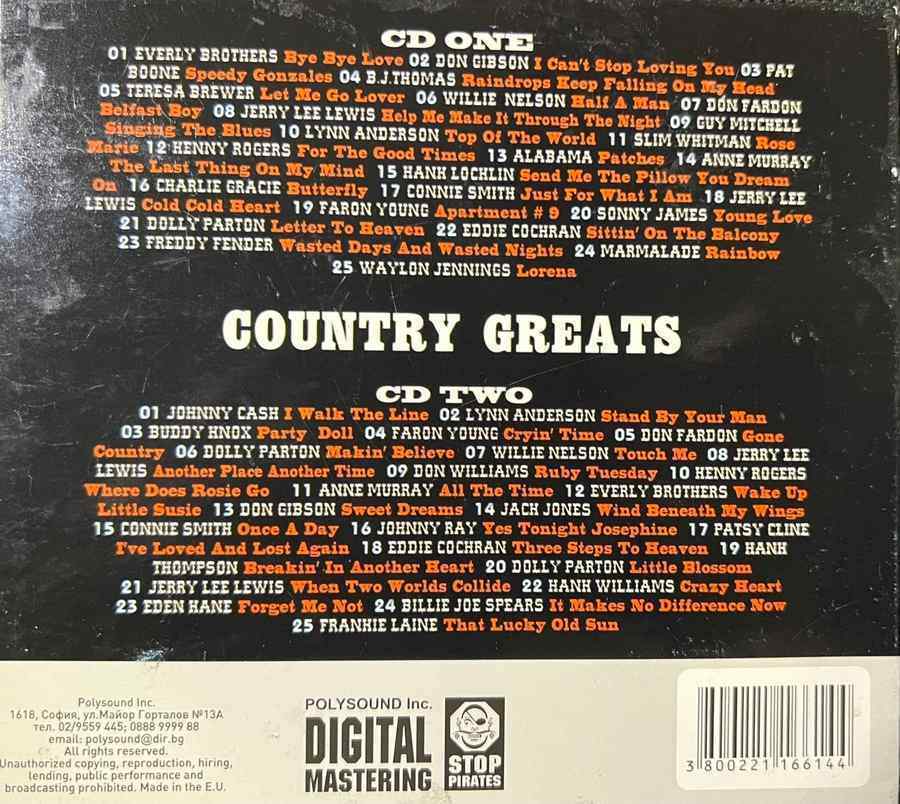 CD ONE
01 EVERLY BROTHERS Bye Bye Love 02 DON GIBSON I Can't Stop Loving You 03 PAT
BOONE Speedy Gonzales 04 B.J.THOMAS Raindrops Keep Falling On My Head
05 TERESA BREWER Let Me Go Lover 06 WILLIE NELSON Half A Man 07 DON FARDON
Belfast Boy 08 JERRY LEE LEWIS Help Me Make It Through The Night 09 GUY MITCHELL
Singing The Blues 10 LYNN ANDERSON Top Of The World 11 SLIM WHITMAN Rose
Marie 12 HENNY ROGERS For The Good Times 13 ALABAMA Patches 14 ANNE MURRAY
The Last Thing On My Mind 15 HANH LOCHLIN Send Me The Pillow You Dream
On 16 CHARLIE GRACIE Butterfly 17 CONNIE SMITH Just For What I Am 18 JERRY LEE
LEWIS Cold Cold Heart 19 FARON YOUNG Apartment # 9 20 SONNY JAMES Young Love
21 DOLLY PARTON Letter To Heaven 22 EDDIE COCHRAN Sittin' On The Balcony
23 FREDDY FENDER Wasted Days And Wasted Nights 24 MARMALADE Rainbow
25 WAYLON JENNINGS Lorena
COUNTRY GREATS
CD TWO
01 JOHNNY CASH I Walk The Line 02 LYNN ANDERSON Stand By Your Man
03 BUDDY HNOX Party Doll 04 FARON YOUNG Cryin' Time 05 DON FARDON Gone
Country 06 DOLLY PARTON Makin' Believe 07 WILLIE NELSON Touch Me 08 JERRY LEE
LEWIS Another Place Another Time 09 DON WILLIAMS Ruby Tuesday 10 HENNY ROGERS
Where Does Rosie Go 11 ANNE MURRAY All The Time 12 EVERLY BROTHERS Wake Up
Little Susie 13 DON GIBSON Sweet Dreams 14 JACH JONES Wind Beneath My Wings
15 CONNIE SMITH Once A Day 16 JOHNNY RAY Yes Tonight Josephine 17 PATSY CLINE
I've Loved And Lost Again 18 EDDIE COCHRAN Three Steps To Heaven 19 HANH
THOMPSON Breakin' In Another Heart 20 DOLLY PARTON Little Blossom
21 JERRY LEE LEWIS When Two Worlds Collide 22 HANH WILLIAMS Crazy Heart
23 EDEN HANE Forget Me Not 24 BILLIE JOE SPEARS It Makes No Difference Now
25 FRANHIE LAINE That Lucky Old Sun
Polysound Inc.
1618, София, ул.Майор Горталов №13А
тел. 02/9559 445; 0888 9999 88
email: polysound@dir.bg
All rights reserved.
Unauthorized copying, reproduction, hiring,
lending, public performance and
broadcasting prohibited. Made in the E.U.
POLYSOUND Inc.
DIGITAL
MASTERING
STOP
PIRATES
3 800221 166144